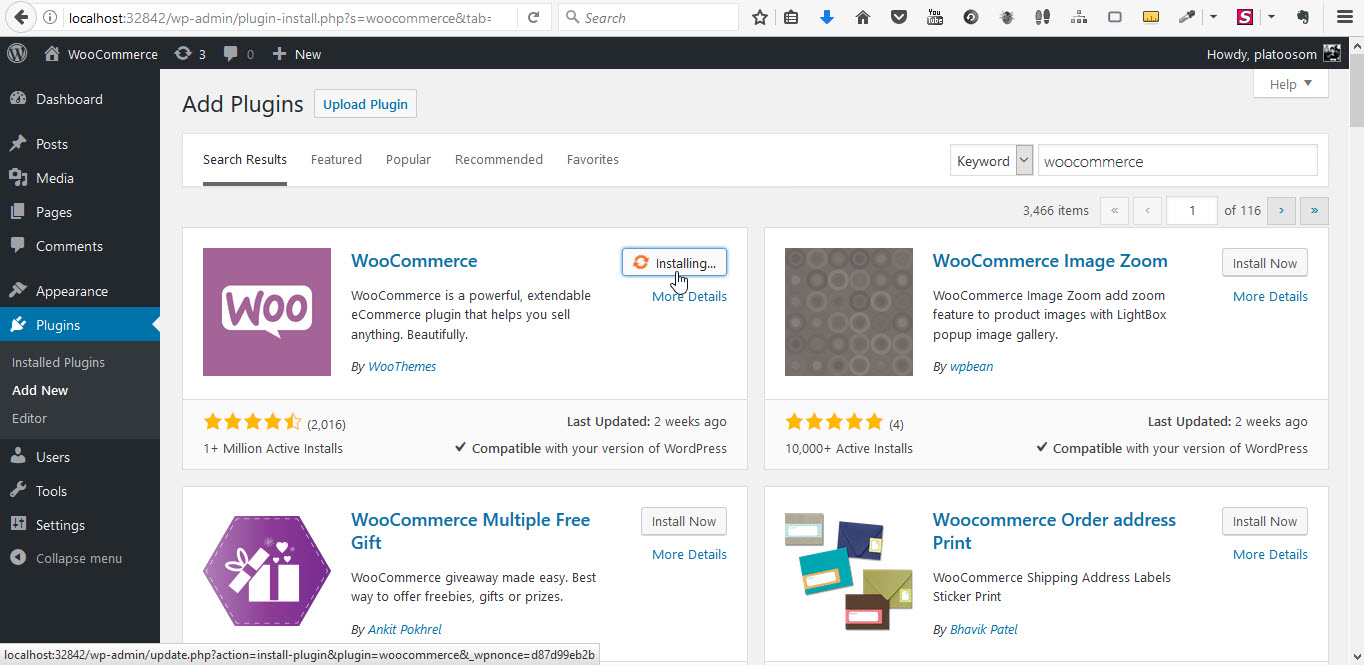 localhost:32842/wp-admin/plugin-install.php?s=woocommerce&tab=
Search
You
Tube
S
WooCommerce
3
0
New
Howdy, platoosom
Dashboard
Posts
Media
Pages
Comments
Appearance
Plugins
Installed Plugins
Add New
Editor
Users
Tools
Settings
Collapse menu
Help
Add Plugins
Upload Plugin
Search Results
Featured
Popular
Recommended
Favorites
Keyword
woocommerce
3,466 items
«
‹
1
of 116
›
»
WOO
WooCommerce
Installing...
More Details
WooCommerce is a powerful, extendable
eCommerce plugin that helps you sell
anything. Beautifully.
By WooThemes
(2,016)
Last Updated: 2 weeks ago
1+ Million Active Installs
Compatible with your version of WordPress
WooCommerce Image Zoom
Install Now
More Details
WooCommerce Image Zoom add zoom
feature to product images with LightBox
popup image gallery.
By wpbean
(4)
Last Updated: 2 weeks ago
10,000+ Active Installs
Compatible with your version of WordPress
WooCommerce Multiple Free
Gift
Install Now
More Details
WooCommerce giveaway made easy. Best
way to offer freebies, gifts or prizes.
By Ankit Pokhrel
Woocommerce Order address
Print
Install Now
More Details
WooCommerce Shipping Address Labels
Sticker Print
By Bhavik Patel
localhost:32842/wp-admin/update.php?action=install-plugin&plugin=woocommerce&_wpnonce=d87d99eb2b